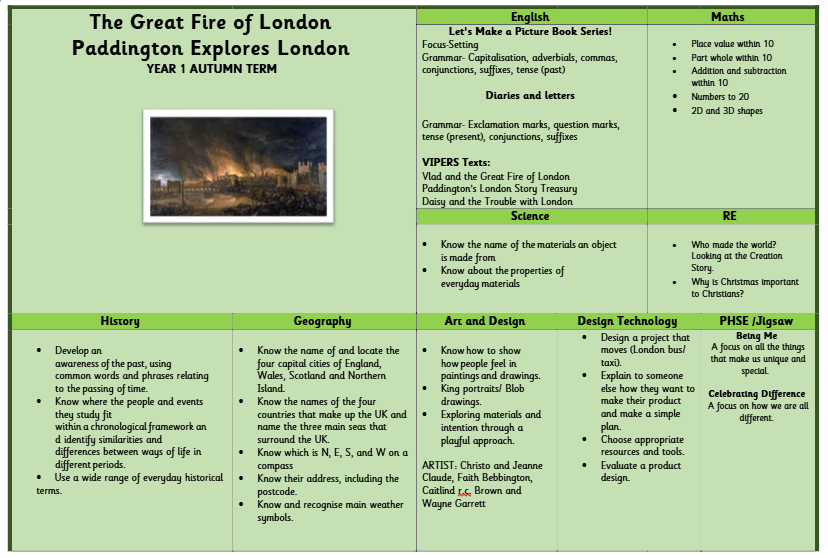 The Great Fire of London
Paddington Explores London
YEAR 1 AUTUMN TERM
English
Let's Make a Picture Book Series!
Focus-Setting
Grammar- Capitalisation, adverbials, commas,
conjunctions, suffixes, tense (past)
Diaries and letters
Grammar- Exclamation marks, question marks,
tense (present), conjunctions, suffixes
VIPERS Texts:
Vlad and the Great Fire of London
Paddington's London Story Treasury
Daisy and the Trouble with London
Maths
• Place value within 10
• Part whole within 10
• Addition and subtraction
within 10
• Numbers to 20
• 2D and 3D shapes
Science
• Know the name of the materials an object
is made from
• Know about the properties of
everyday materials
RE
• Who made the world?
Looking at the Creation
Story.
• Why is Christmas important
to Christians?
History
• Develop an
awareness of the past, using
common words and phrases relating
to the passing of time.
• Know where the people and events
they study fit
within a chronological framework an
d identify similarities and
differences between ways of life in
different periods.
• Use a wide range of everyday historical
terms.
Geography
• Know the name of and locate the
four capital cities of England,
Wales, Scotland and Northern
Island.
• Know the names of the four
countries that make up the UK and
name the three main seas that
surround the UK.
• Know which is N, E, S, and W on a
compass
• Know their address, including the
postcode.
• Know and recognise main weather
symbols.
Art and Design
• Know how to show
how people feel in
paintings and drawings.
• King portraits/ Blob
drawings.
• Exploring materials and
intention through a
playful approach.
ARTIST: Christo and Jeanne
Claude, Faith Bebbington,
Caitlind r.c. Brown and
Wayne Garrett
Design Technology
• Design a project that
moves (London bus/
taxi).
• Explain to someone
else how they want to
make their product
and make a simple
plan.
• Choose appropriate
resources and tools.
• Evaluate a product
design.
PHSE /Jigsaw
Being Me
A focus on all the things
that make us unique and
special.
Celebrating Difference
A focus on how we are all
different.